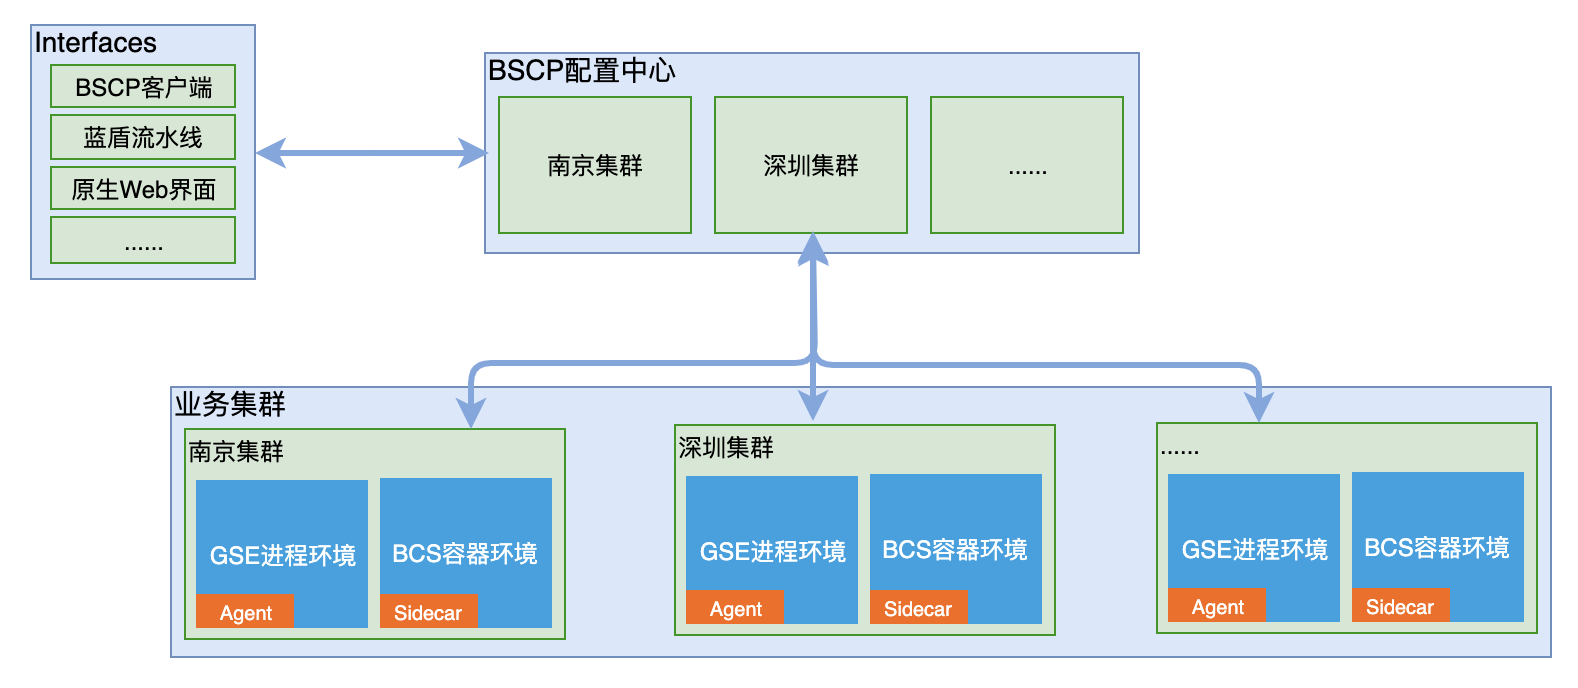 Interfaces
BSCP客户端
蓝盾流水线
原生Web界面
......
BSCP配置中心
南京集群
深圳集群
......
业务集群
南京集群
GSE进程环境
Agent
BCS容器环境
Sidecar
深圳集群
GSE进程环境
Agent
BCS容器环境
Sidecar
......
GSE进程环境
Agent
BCS容器环境
Sidecar